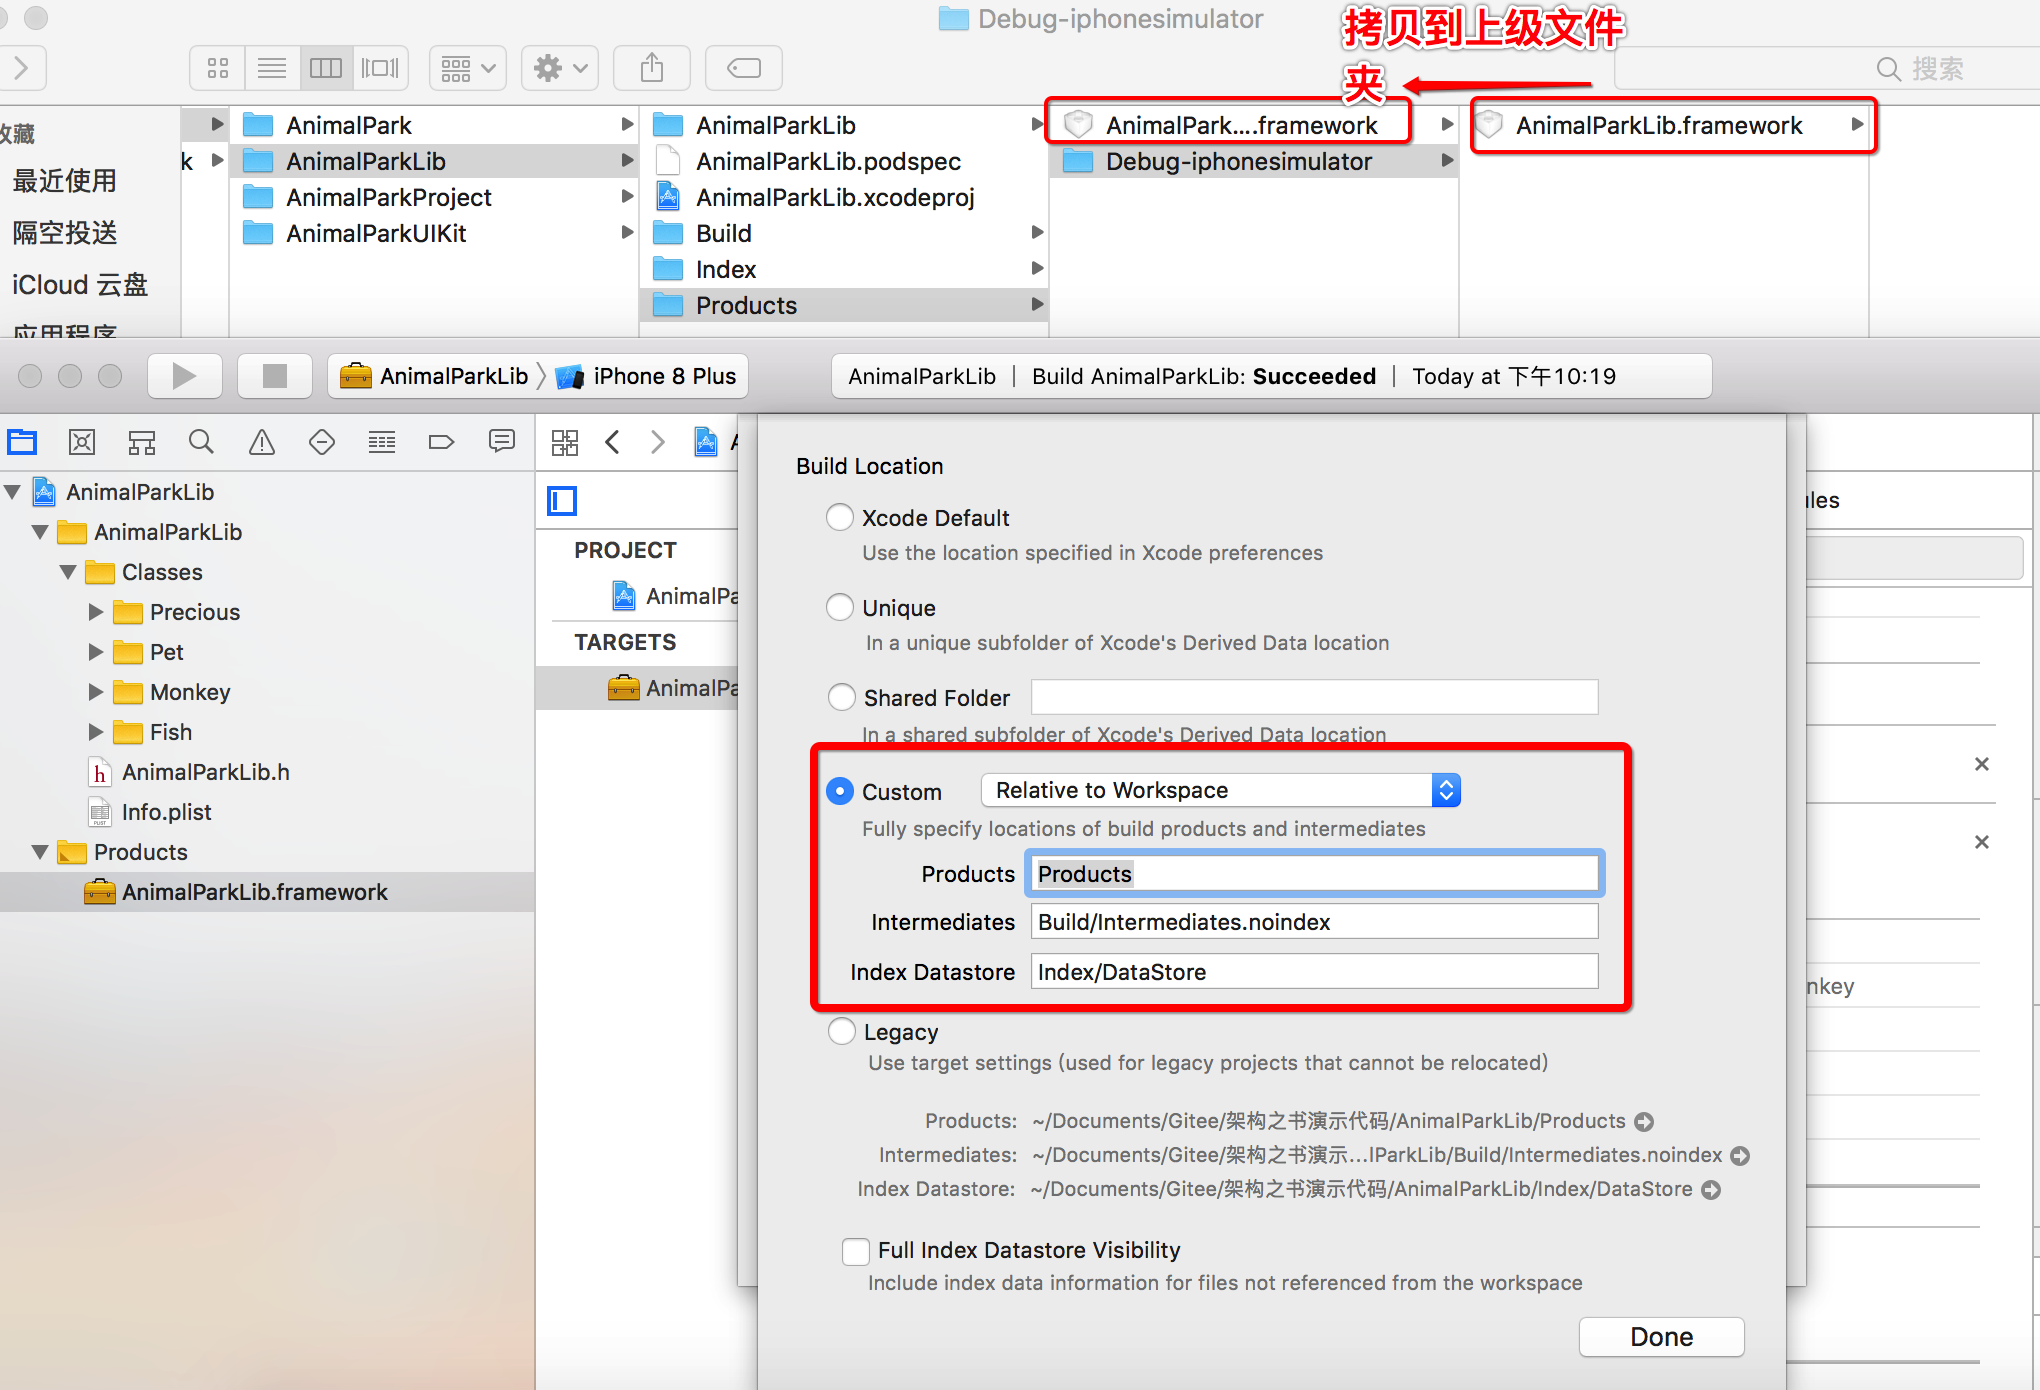 Debug-iphonesimulator
拷贝到上级文件
夹
搜索
收藏
最近使用
隔空投送
iCloud 云盘
应用程序
k
AnimalPark
AnimalParkLib
AnimalParkProject
AnimalParkUIKit
AnimalParkLib
AnimalParkLib.podspec
AnimalParkLib.xcodeproj
Build
Index
Products
AnimalPark....framework
Debug-iphonesimulator
AnimalParkLib.framework
AnimalParkLib
iPhone 8 Plus
AnimalParkLib | Build AnimalParkLib: Succeeded | Today at 下午10:19
AnimalParkLib
AnimalParkLib
Classes
Precious
Pet
Monkey
Fish
h AnimalParkLib.h
Info.plist
Products
AnimalParkLib.framework
A
PROJECT
AnimalPa
TARGETS
AnimalPa
Build Location
Xcode Default
Use the location specified in Xcode preferences
Unique
In a unique subfolder of Xcode's Derived Data location
Shared Folder
In a shared subfolder of Xcode's Derived Data location
Custom Relative to Workspace
Fully specify locations of build products and intermediates
Products Products
Intermediates Build/Intermediates.noindex
Index Datastore Index/DataStore
Legacy
Use target settings (used for legacy projects that cannot be relocated)
Products: ~/Documents/Gitee/架构之书演示代码/AnimalParkLib/Products
Intermediates: ~/Documents/Gitee/架构之书演示...lParkLib/Build/Intermediates.noindex
Index Datastore: ~/Documents/Gitee/架构之书演示代码/AnimalParkLib/Index/DataStore
Full Index Datastore Visibility
Include index data information for files not referenced from the workspace
Done
ules
nkey